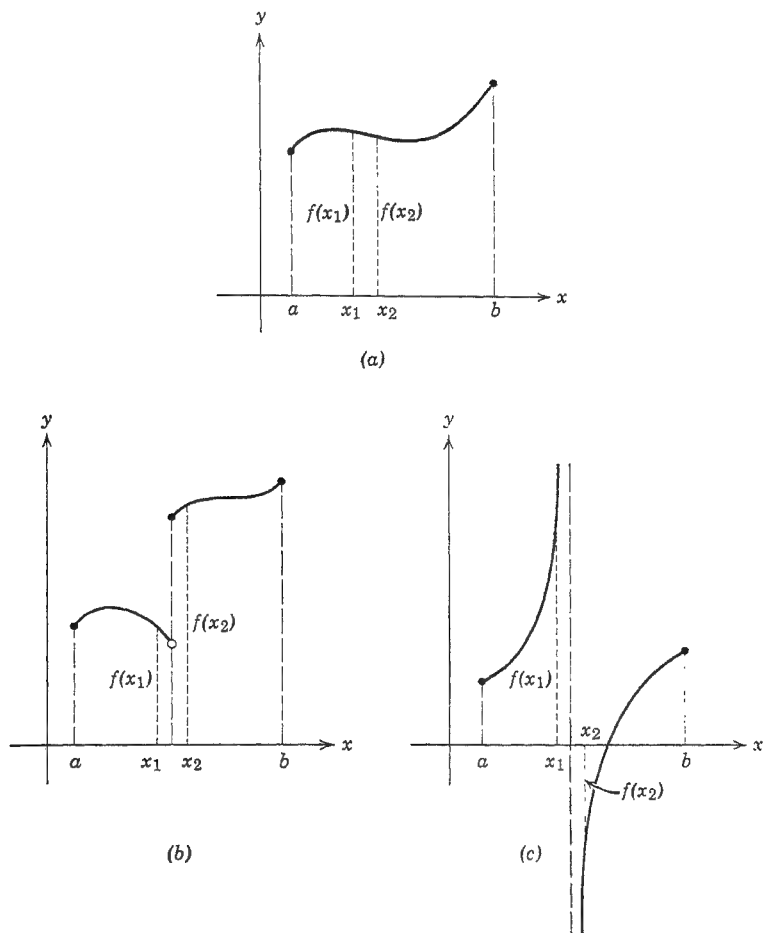 y
f(x₁) f(x₂)
x
a x₁ x₂ b
(a)
y
f(x₂)
f(x₁)
x
a x₁ x₂ b
(b)
y
f(x₁)
x₂
x
a x₁ b
f(x₂)
(c)